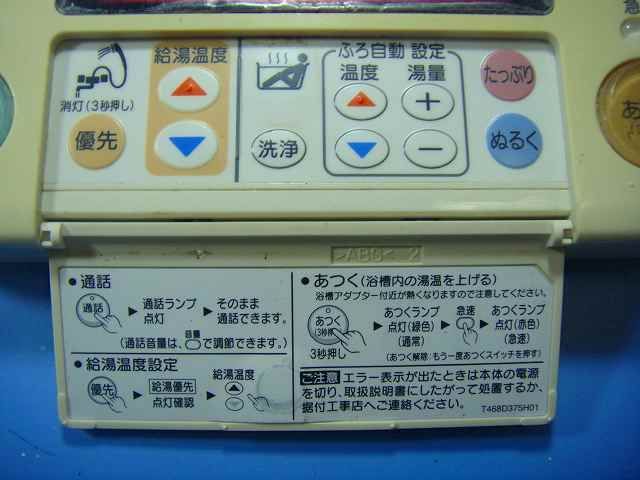 急
給湯温度
消灯(3秒押し)
優先
洗浄
ふろ自動 設定
温度 湯量
たっぷり
ぬるく
あ
>ABS< 2
●通話
通話
▶ 通話ランプ点灯 ▶ そのまま通話できます。
(通話音量は、音量 で調節できます。)
●給湯温度設定
優先 ▶ 給湯優先 点灯確認 ▶ 給湯温度
●あつく(浴槽内の湯温を上げる)
浴槽アダプター付近が熱くなりますので注意してください。
あつく (3秒押し)
3秒押し
▶ あつくランプ点灯(緑色)(通常) ▶ 急速 ▶ あつくランプ点灯(赤色)(急速)
(あつく解除:もう一度あつくスイッチを押す)
ご注意 エラー表示が出たときは本体の電源
を切り、取扱説明書にしたがって処置するか、
据付工事店へご連絡ください。
T468D375H01